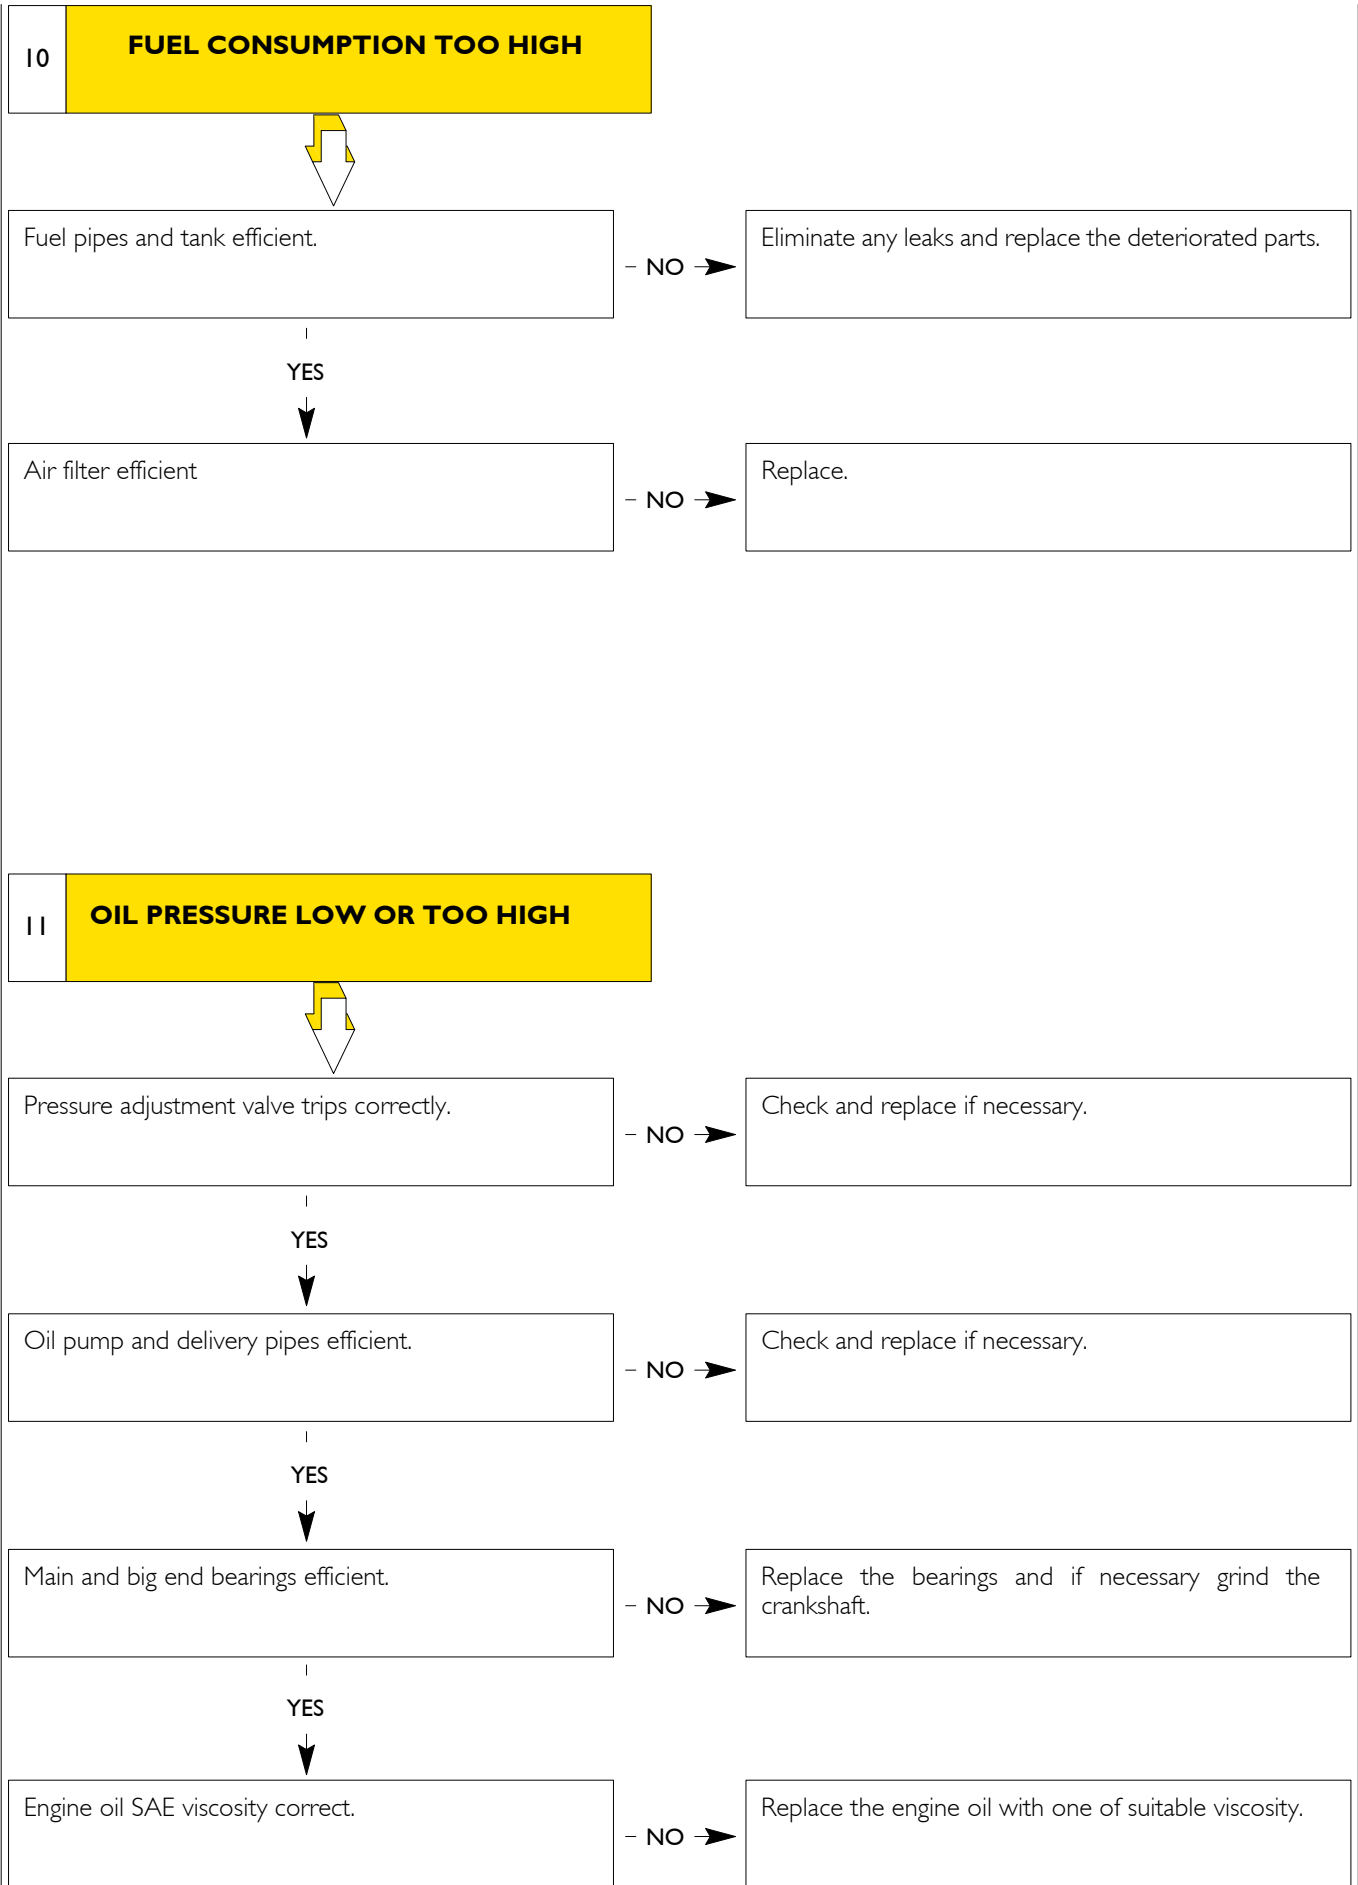 10
FUEL CONSUMPTION TOO HIGH
Fuel pipes and tank efficient.
NO
Eliminate any leaks and replace the deteriorated parts.
YES
Air filter efficient
NO
Replace.
11
OIL PRESSURE LOW OR TOO HIGH
Pressure adjustment valve trips correctly.
NO
Check and replace if necessary.
YES
Oil pump and delivery pipes efficient.
NO
Check and replace if necessary.
YES
Main and big end bearings efficient.
NO
Replace the bearings and if necessary grind the
crankshaft.
YES
Engine oil SAE viscosity correct.
NO
Replace the engine oil with one of suitable viscosity.